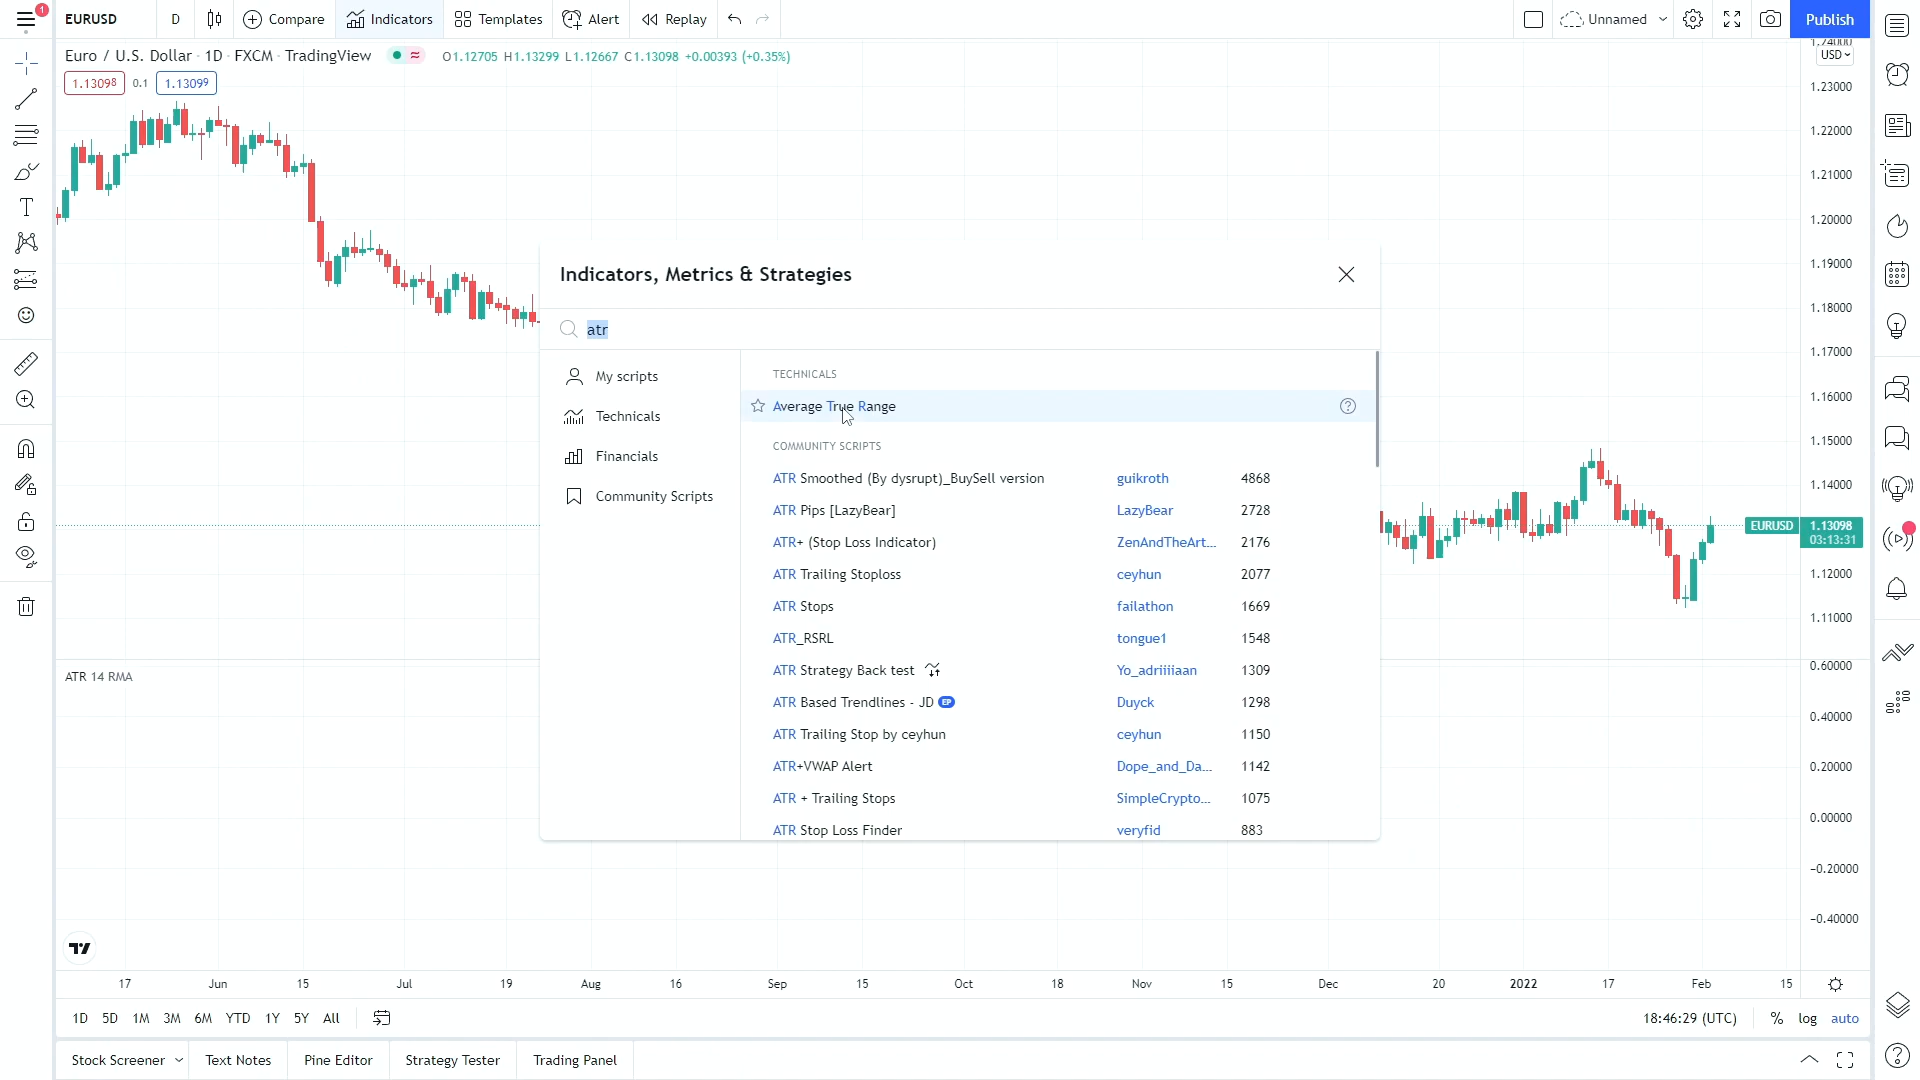 1
EURUSD
D
Compare
Indicators
Templates
Alert
Replay
Unnamed
Publish
Euro / U.S. Dollar · 1D · FXCM · TradingView
≈
O1.12705 H1.13299 L1.12667 C1.13098 +0.00393 (+0.35%)
1.13098
0.1
1.13099
1.24000
USD
1.23000
1.22000
1.21000
1.20000
1.19000
1.18000
1.17000
1.16000
1.15000
1.14000
EURUSD
1.13098
03:13:31
1.12000
1.11000
Indicators, Metrics & Strategies
atr
My scripts
Technicals
Financials
Community Scripts
TECHNICALS
Average True Range
COMMUNITY SCRIPTS
ATR Smoothed (By dysrupt)_BuySell version guikroth 4868
ATR Pips [LazyBear] LazyBear 2728
ATR+ (Stop Loss Indicator) ZenAndTheArt... 2176
ATR Trailing Stoploss ceyhun 2077
ATR Stops failathon 1669
ATR_RSRL tongue1 1548
ATR Strategy Back test Yo_adriiiiaan 1309
ATR Based Trendlines - JD EP Duyck 1298
ATR Trailing Stop by ceyhun ceyhun 1150
ATR+VWAP Alert Dope_and_Da... 1142
ATR + Trailing Stops SimpleCrypto... 1075
ATR Stop Loss Finder veryfid 883
ATR 14 RMA
0.60000
0.40000
0.20000
0.00000
-0.20000
-0.40000
17 Jun 15 Jul 19 Aug 16 Sep 15 Oct 18 Nov 15 Dec 20 2022 17 Feb 15
1D 5D 1M 3M 6M YTD 1Y 5Y All
18:46:29 (UTC) % log auto
Stock Screener Text Notes Pine Editor Strategy Tester Trading Panel